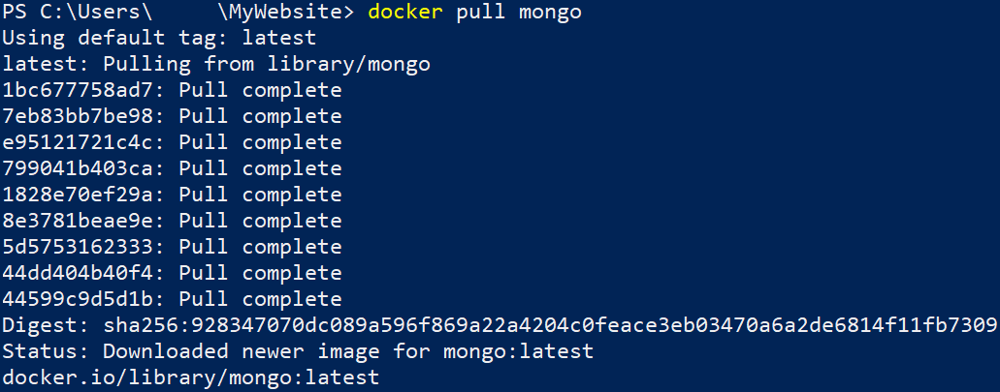 PS C:\Users\      \MyWebsite> docker pull mongo
Using default tag: latest
latest: Pulling from library/mongo
1bc677758ad7: Pull complete
7eb83bb7be98: Pull complete
e95121721c4c: Pull complete
799041b403ca: Pull complete
1828e70ef29a: Pull complete
8e3781beae9e: Pull complete
5d5753162333: Pull complete
44dd404b40f4: Pull complete
44599c9d5d1b: Pull complete
Digest: sha256:928347070dc089a596f869a22a4204c0feace3eb03470a6a2de6814f11fb7309
Status: Downloaded newer image for mongo:latest
docker.io/library/mongo:latest